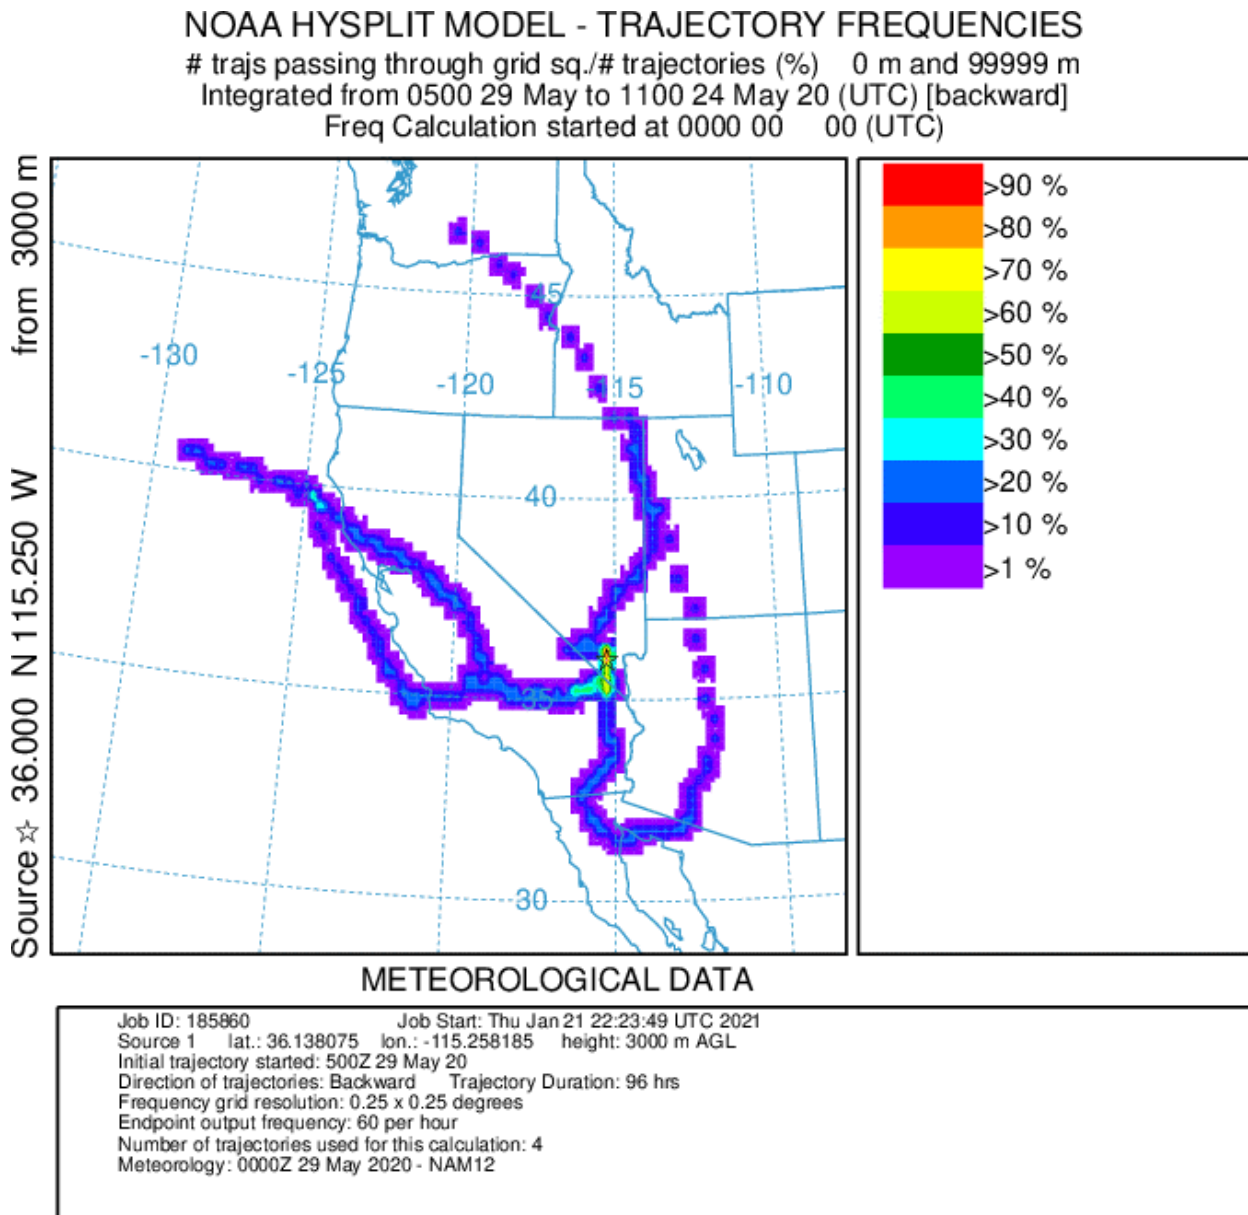 NOAA HYSPLIT MODEL - TRAJECTORY FREQUENCIES
# trajs passing through grid sq./# trajectories (%) 0 m and 99999 m
Integrated from 0500 29 May to 1100 24 May 20 (UTC) [backward]
Freq Calculation started at 0000 00 00 (UTC)
Source ☆ 36.000 N 115.250 W from 3000 m
>90 %
>80 %
>70 %
>60 %
>50 %
>40 %
>30 %
>20 %
>10 %
>1 %
45
-130
-125
-120
-115
-110
40
35
30
METEOROLOGICAL DATA
Job ID: 185860 Job Start: Thu Jan 21 22:23:49 UTC 2021
Source 1 lat.: 36.138075 lon.: -115.258185 height: 3000 m AGL
Initial trajectory started: 500Z 29 May 20
Direction of trajectories: Backward Trajectory Duration: 96 hrs
Frequency grid resolution: 0.25 x 0.25 degrees
Endpoint output frequency: 60 per hour
Number of trajectories used for this calculation: 4
Meteorology: 0000Z 29 May 2020 - NAM12